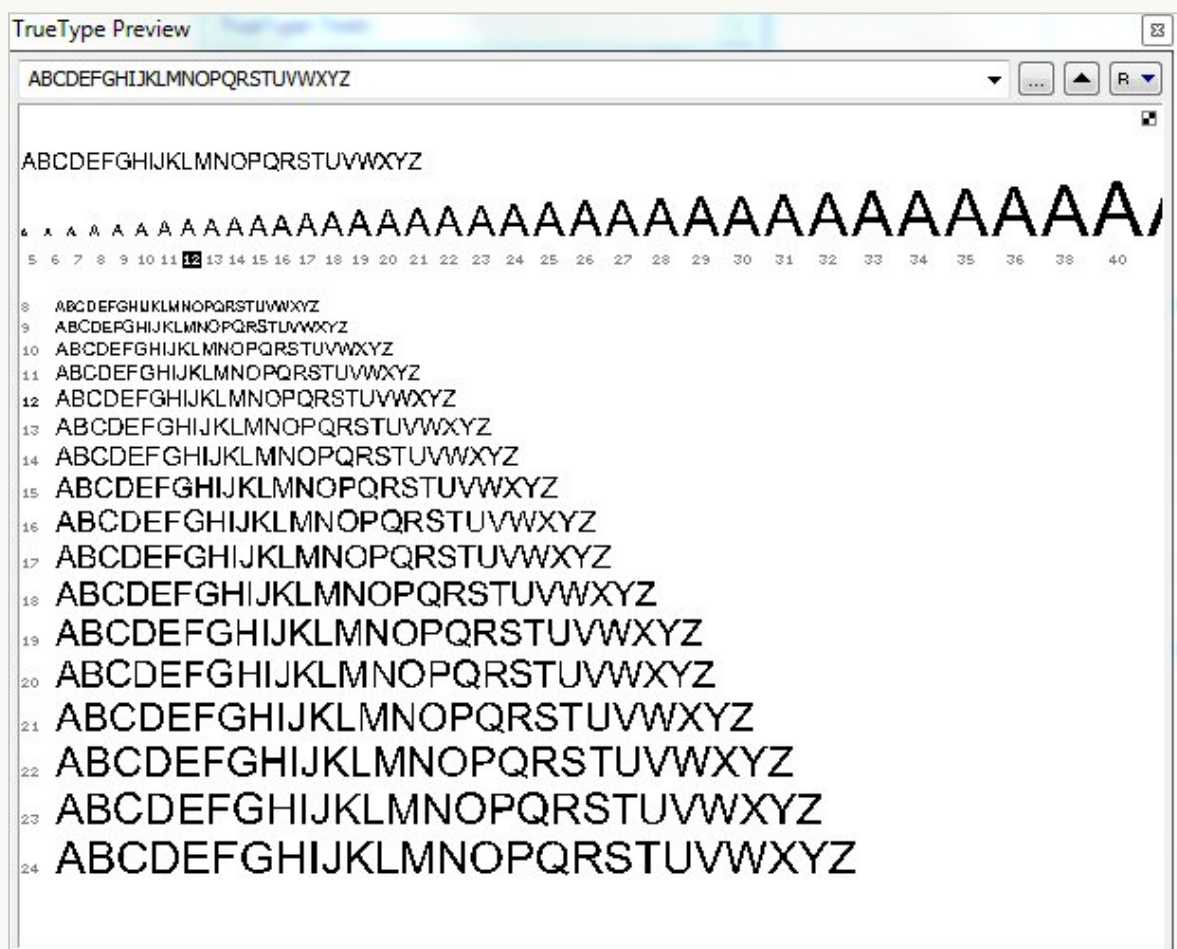 TrueType Preview
ABCDEFGHIJKLMNOPQRSTUVWXYZ ... R
ABCDEFGHIJKLMNOPQRSTUVWXYZ
A A A A A A A A A A A A A A A A A A A A A A A A A A A A A A A A A A A
5 6 7 8 9 10 11 12 13 14 15 16 17 18 19 20 21 22 23 24 25 26 27 28 29 30 31 32 33 34 35 36 38 40
8 ABCDEFGHIJKLMNOPQRSTUVWXYZ
9 ABCDEFGHIJKLMNOPQRSTUVWXYZ
10 ABCDEFGHIJKLMNOPQRSTUVWXYZ
11 ABCDEFGHIJKLMNOPQRSTUVWXYZ
12 ABCDEFGHIJKLMNOPQRSTUVWXYZ
13 ABCDEFGHIJKLMNOPQRSTUVWXYZ
14 ABCDEFGHIJKLMNOPQRSTUVWXYZ
15 ABCDEFGHIJKLMNOPQRSTUVWXYZ
16 ABCDEFGHIJKLMNOPQRSTUVWXYZ
17 ABCDEFGHIJKLMNOPQRSTUVWXYZ
18 ABCDEFGHIJKLMNOPQRSTUVWXYZ
19 ABCDEFGHIJKLMNOPQRSTUVWXYZ
20 ABCDEFGHIJKLMNOPQRSTUVWXYZ
21 ABCDEFGHIJKLMNOPQRSTUVWXYZ
22 ABCDEFGHIJKLMNOPQRSTUVWXYZ
23 ABCDEFGHIJKLMNOPQRSTUVWXYZ
24 ABCDEFGHIJKLMNOPQRSTUVWXYZ